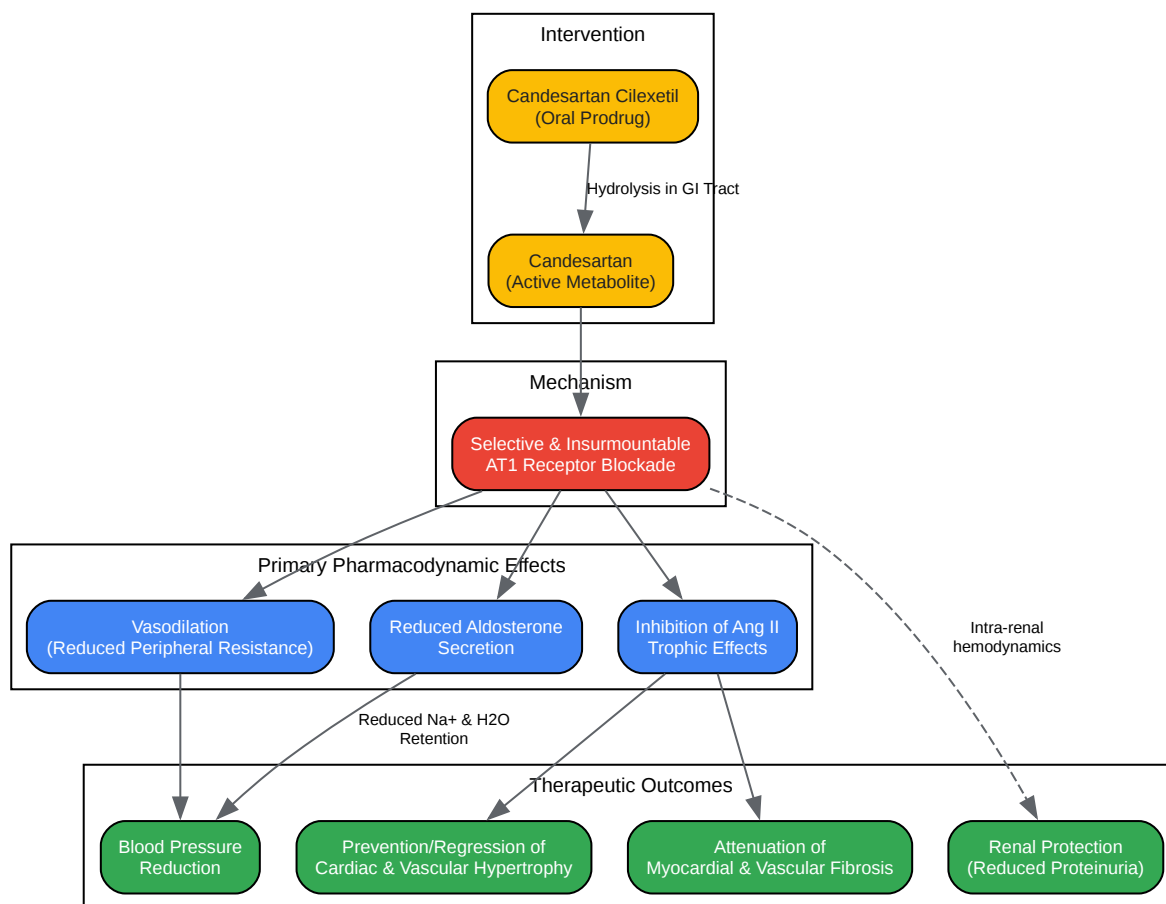 Intervention
Candesartan Cilexetil
(Oral Prodrug)
Hydrolysis in GI Tract
Candesartan
(Active Metabolite)
Mechanism
Selective & Insurmountable
AT1 Receptor Blockade
Primary Pharmacodynamic Effects
Vasodilation
(Reduced Peripheral Resistance)
Reduced Aldosterone
Secretion
Inhibition of Ang II
Trophic Effects
Intra-renal
hemodynamics
Reduced Na+ & H2O
Retention
Therapeutic Outcomes
Blood Pressure
Reduction
Prevention/Regression of
Cardiac & Vascular Hypertrophy
Attenuation of
Myocardial & Vascular Fibrosis
Renal Protection
(Reduced Proteinuria)